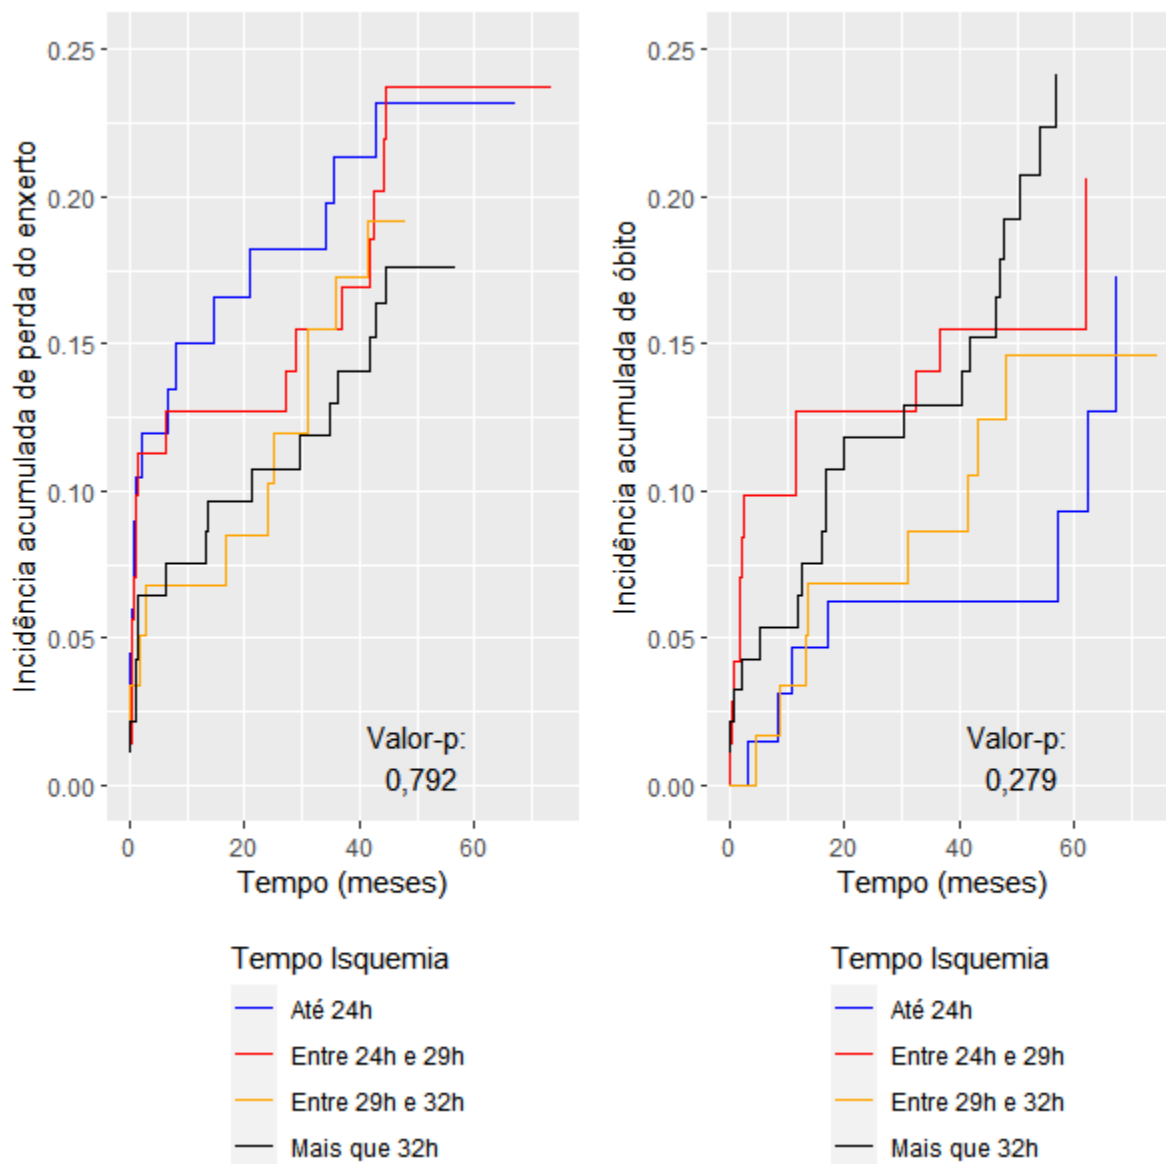 Incidência acumulada de perda do enxerto
0.25
0.20
0.15
0.10
0.05
0.00
Valor-p:
0,792
0 20 40 60
Tempo (meses)
Tempo Isquemia
Até 24h
Entre 24h e 29h
Entre 29h e 32h
Mais que 32h
Incidência acumulada de óbito
0.25
0.20
0.15
0.10
0.05
0.00
Valor-p:
0,279
0 20 40 60
Tempo (meses)
Tempo Isquemia
Até 24h
Entre 24h e 29h
Entre 29h e 32h
Mais que 32h